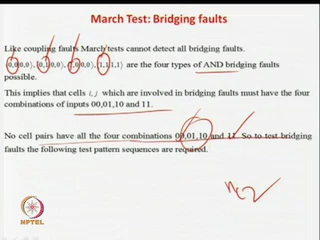 March Test: Bridging faults
Like coupling faults March tests cannot detect all bridging faults.
⟨0,0,0,0⟩, ⟨0,1,0,0⟩, ⟨1,0,0,0⟩, ⟨1,1,1,1⟩ are the four types of AND bridging faults
possible.
This implies that cells i, j which are involved in bridging faults must have the four
combinations of inputs 00,01,10 and 11.
No cell pairs have all the four combinations 00,01,10 and 11. So to test bridging
faults the following test pattern sequences are required.
NPTEL